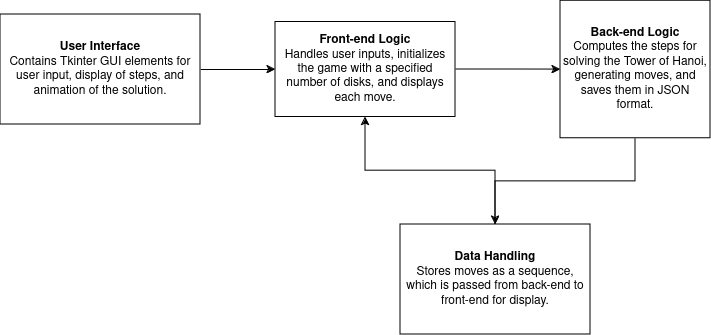 User Interface
Contains Tkinter GUI elements for
user input, display of steps, and
animation of the solution.
Front-end Logic
Handles user inputs, initializes
the game with a specified
number of disks, and displays
each move.
Back-end Logic
Computes the steps for
solving the Tower of Hanoi,
generating moves, and
saves them in JSON
format.
Data Handling
Stores moves as a sequence,
which is passed from back-end to
front-end for display.